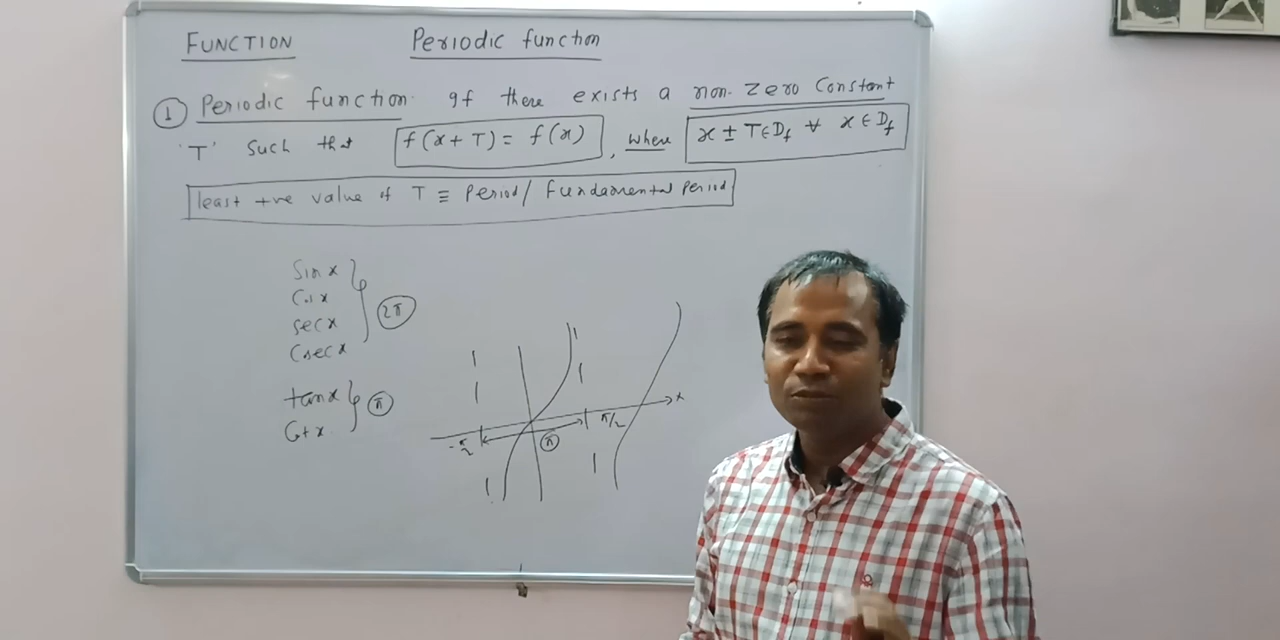 FUNCTION Periodic function
① Periodic function. If there exists a non-zero Constant
'T' Such that f(x+T) = f(x), where x ± T ∈ Df ∀ x ∈ Df
least +ve value of T ≡ Period / Fundamental Period
Sin x
Cos x
sec x
Cosec x
2π
tan x
Cot x
π
-π/2
π
π/2
x